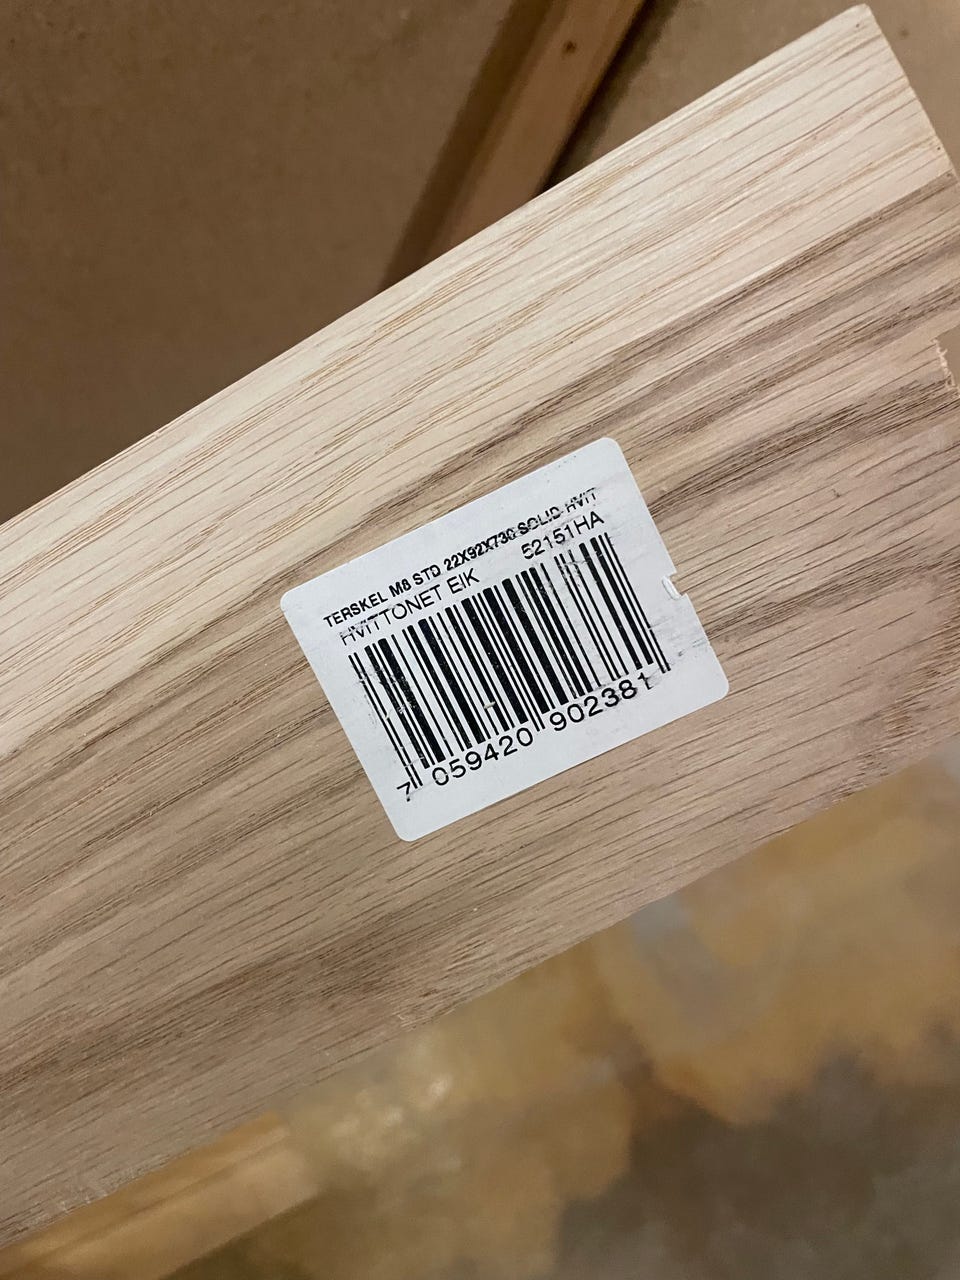 TERSKEL M8 STD 22X92X730 SOLID HVIT
HVITTONET EIK 52151HA
7 059420 902381